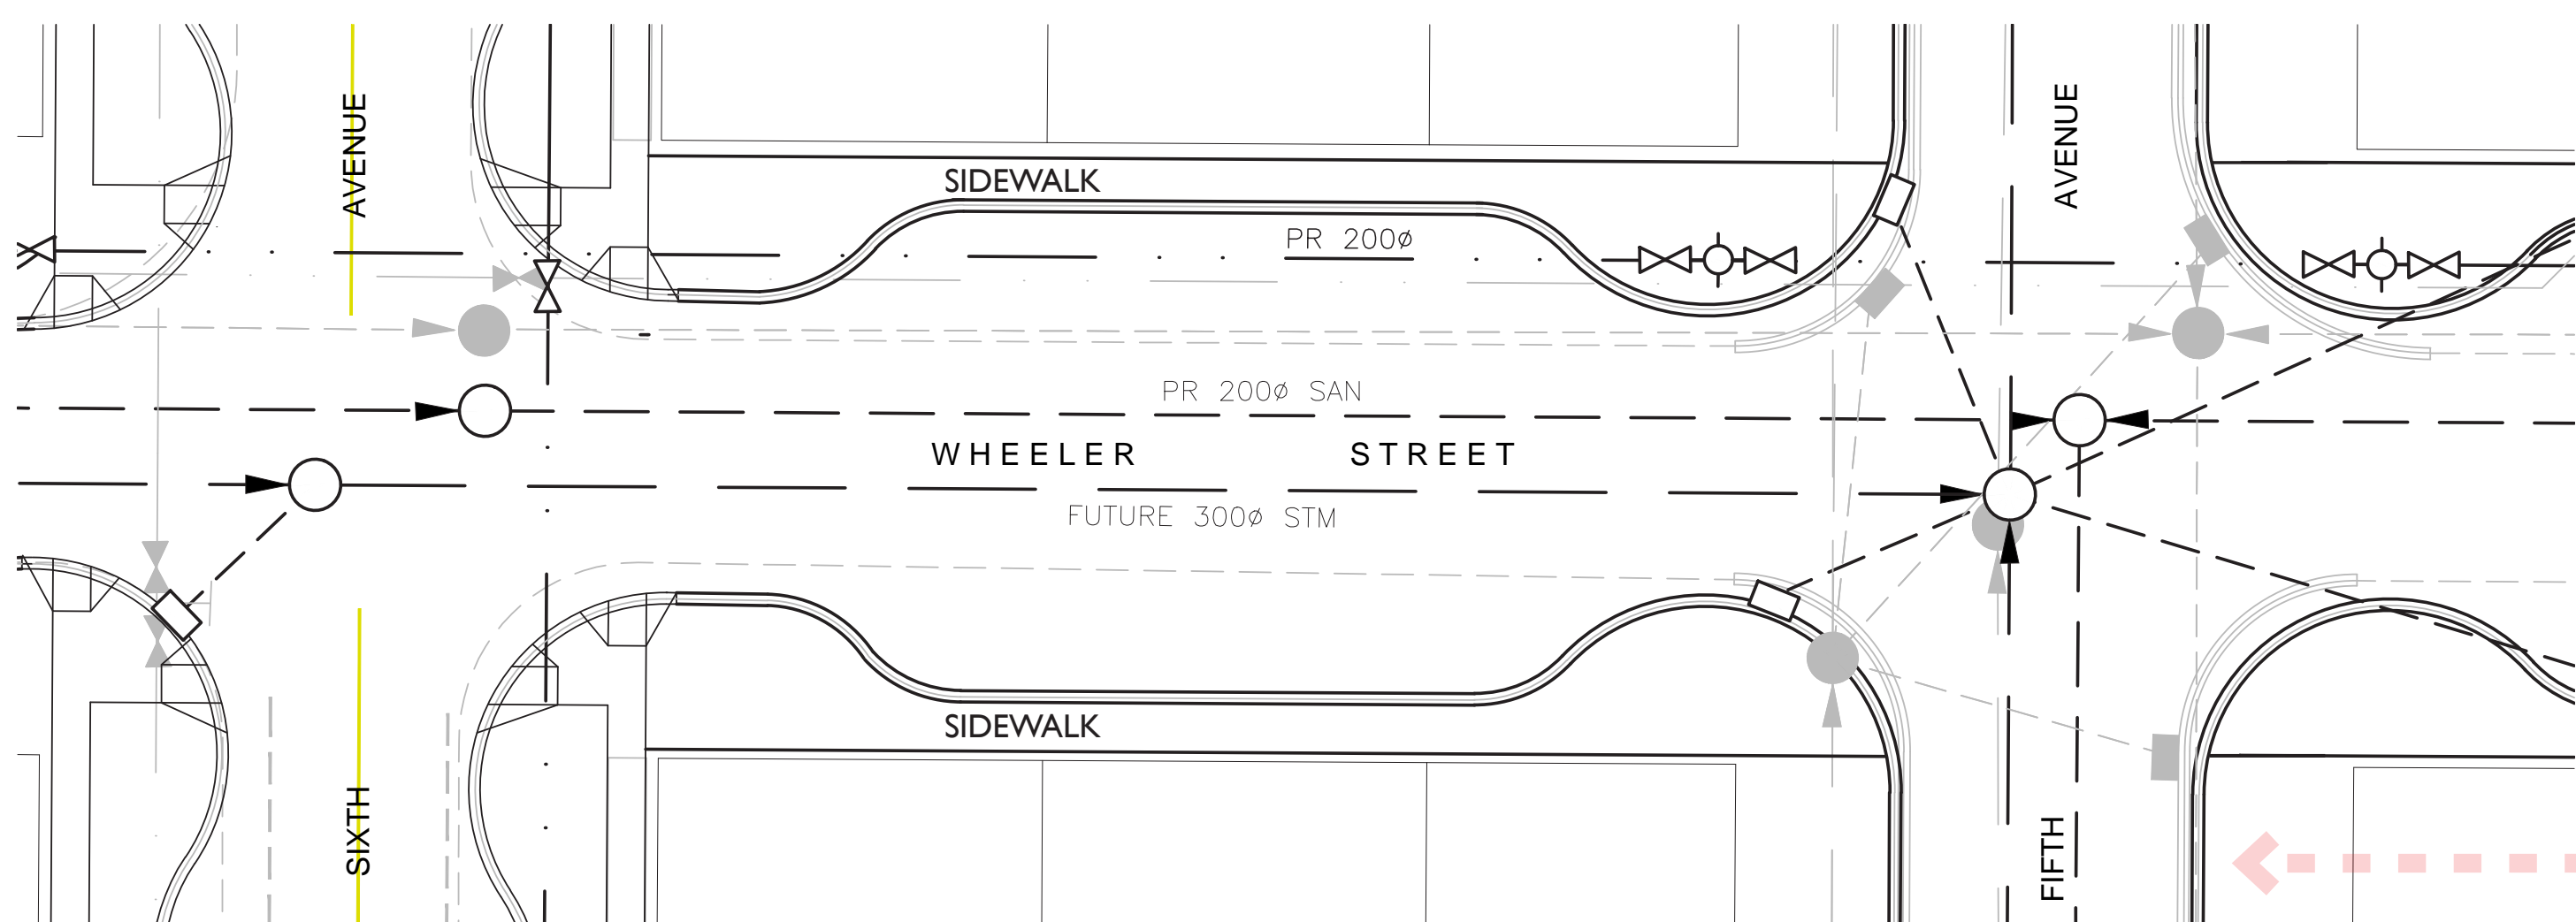 AVENUE
AVENUE
SIDEWALK
PR 200ø
PR 200ø SAN
WHEELER STREET
FUTURE 300ø STM
SIDEWALK
SIXTH
FIFTH